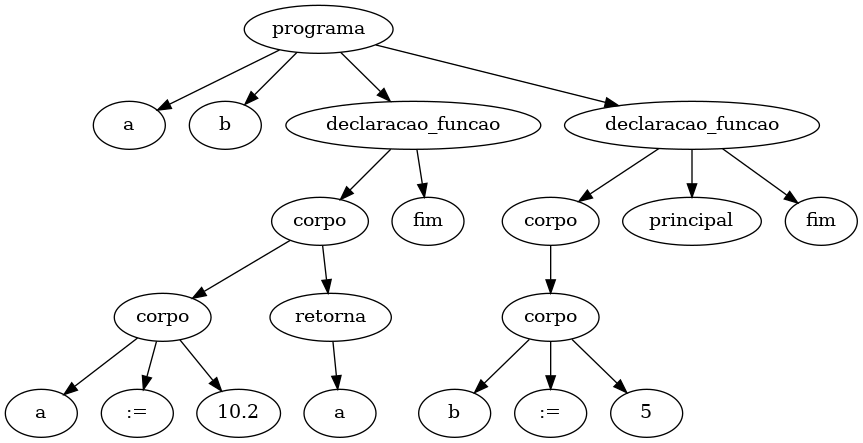 programa
a
b
declaracao_funcao
declaracao_funcao
corpo
fim
corpo
principal
fim
corpo
retorna
corpo
a
:=
10.2
a
b
:=
5